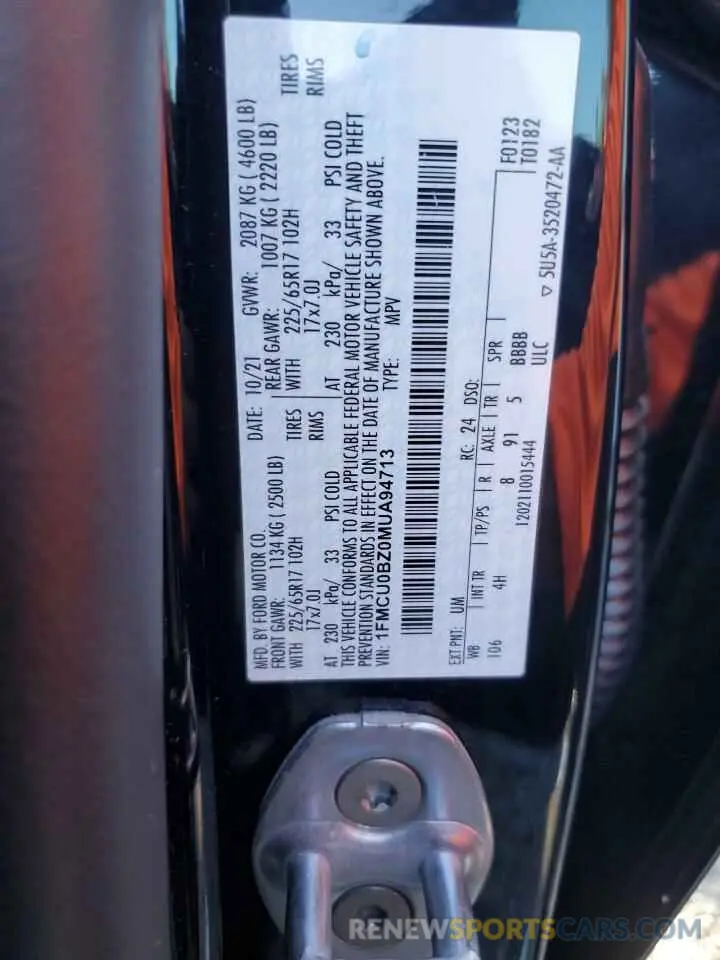 MFD. BY FORD MOTOR CO.
DATE: 10/21 GVWR: 2087 KG ( 4600 LB)
FRONT GAWR: 1134 KG ( 2500 LB) REAR GAWR: 1007 KG ( 2220 LB)
WITH 225/65R17 102H TIRES WITH 225/65R17 102H TIRES
17x7.0J RIMS 17x7.0J RIMS
AT 230 kPa/ 33 PSI COLD AT 230 kPa/ 33 PSI COLD
THIS VEHICLE CONFORMS TO ALL APPLICABLE FEDERAL MOTOR VEHICLE SAFETY AND THEFT
PREVENTION STANDARDS IN EFFECT ON THE DATE OF MANUFACTURE SHOWN ABOVE.
VIN: 1FMCU0BZ0MUA94713 TYPE: MPV
EXT PNT: UM RC: 24 DSO:
WB INT TR TP/PS R AXLE TR SPR F0123
106 4H 8 91 5 BBBB T0182
ULC
1202110015444 ▽ 5U5A-3520472-AA
RENEWSPORTSCARS.COM